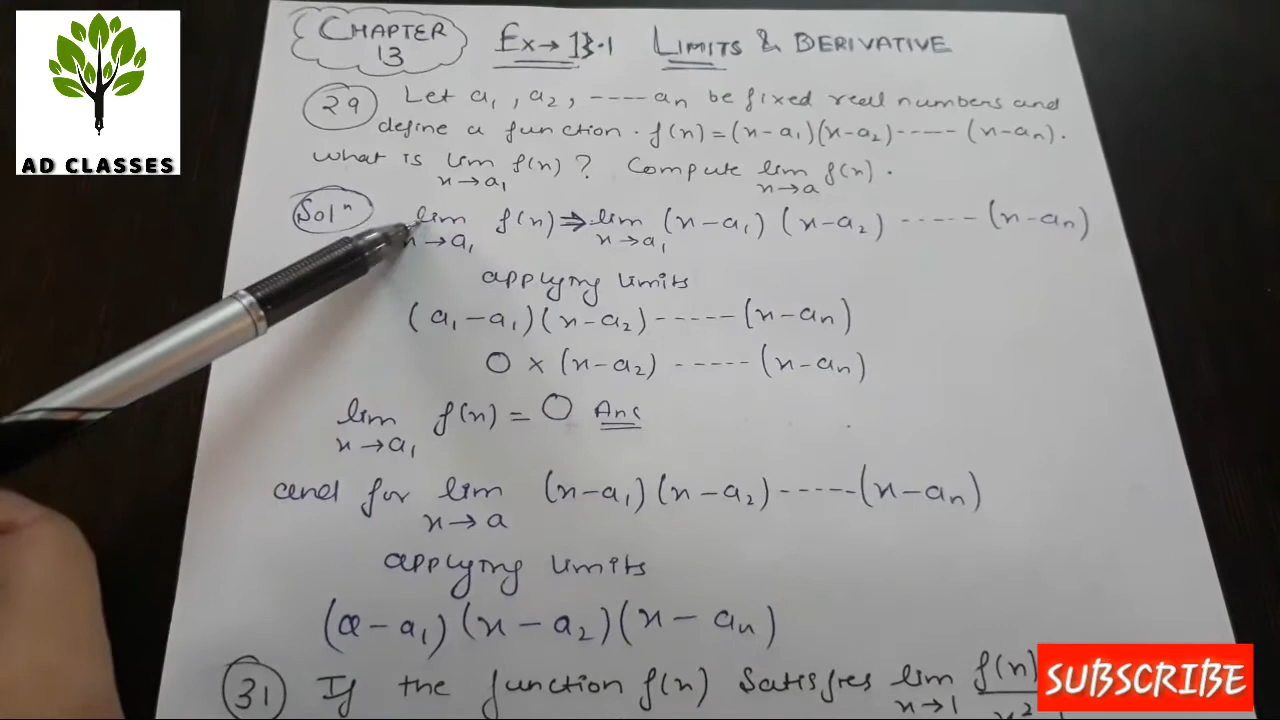 CHAPTER 13 Ex→ 13.1 LIMITS & DERIVATIVE
AD CLASSES
29 Let a₁, a₂, ----- aₙ be fixed real numbers and
define a function. f(x) = (x-a₁)(x-a₂)------ (x-aₙ).
what is lim x→a₁ f(x)? Compute lim x→a f(x).
Solⁿ lim x→a₁ f(x) ⇒ lim x→a₁ (x-a₁) (x-a₂) ------ (x-aₙ)
applying limits
(a₁-a₁)(x-a₂)------(x-aₙ)
0 × (x-a₂) ------ (x-aₙ)
lim x→a₁ f(x) = 0 Ans
and for lim x→a (x-a₁)(x-a₂)------(x-aₙ)
applying limits
(a-a₁)(x-a₂)(x-aₙ)
31 If the function f(x) satisfies lim x→1 f(x)
SUBSCRIBE